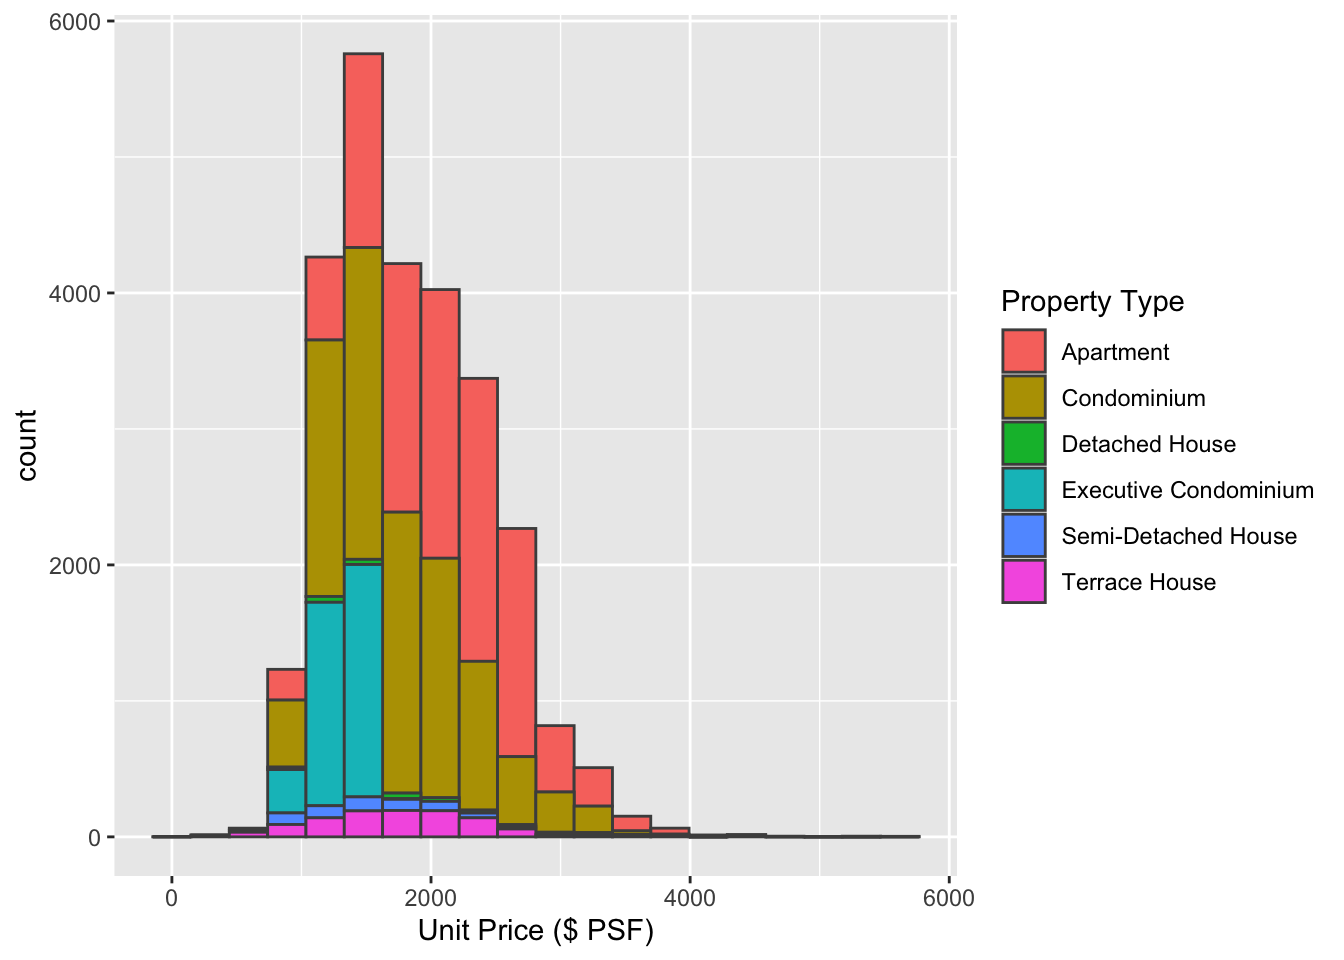 6000
4000
2000
0
count
0 2000 4000 6000
Unit Price ($ PSF)
Property Type
Apartment
Condominium
Detached House
Executive Condominium
Semi-Detached House
Terrace House